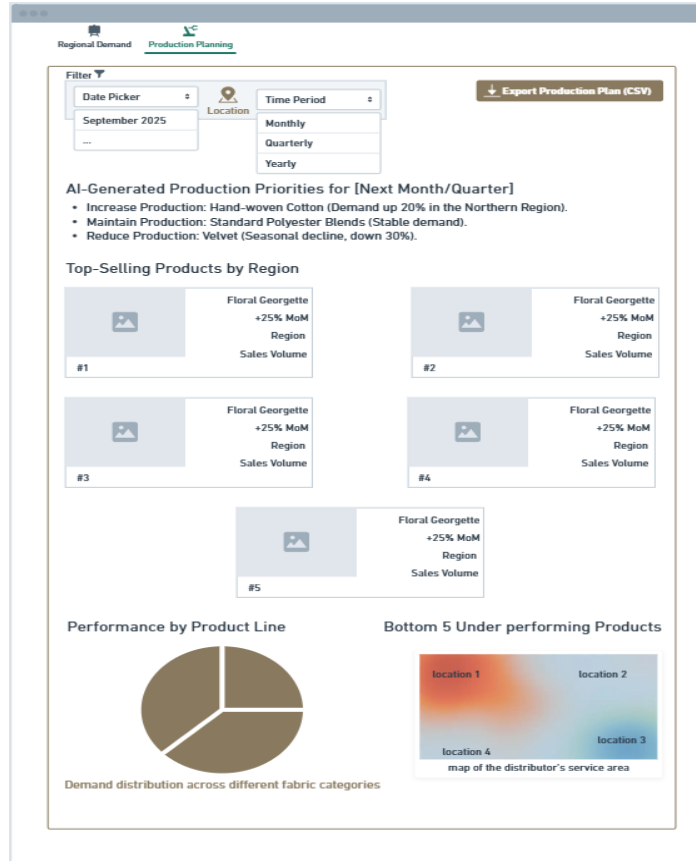 Regional Demand
Production Planning
Filter
Date Picker
Location
Time Period
Export Production Plan (CSV)
September 2025
...
Monthly
Quarterly
Yearly
AI-Generated Production Priorities for [Next Month/Quarter]
• Increase Production: Hand-woven Cotton (Demand up 20% in the Northern Region).
• Maintain Production: Standard Polyester Blends (Stable demand).
• Reduce Production: Velvet (Seasonal decline, down 30%).
Top-Selling Products by Region
Floral Georgette
+25% MoM
Region
Sales Volume
#1
Floral Georgette
+25% MoM
Region
Sales Volume
#2
Floral Georgette
+25% MoM
Region
Sales Volume
#3
Floral Georgette
+25% MoM
Region
Sales Volume
#4
Floral Georgette
+25% MoM
Region
Sales Volume
#5
Performance by Product Line
Demand distribution across different fabric categories
Bottom 5 Under performing Products
location 1
location 2
location 3
location 4
map of the distributor's service area